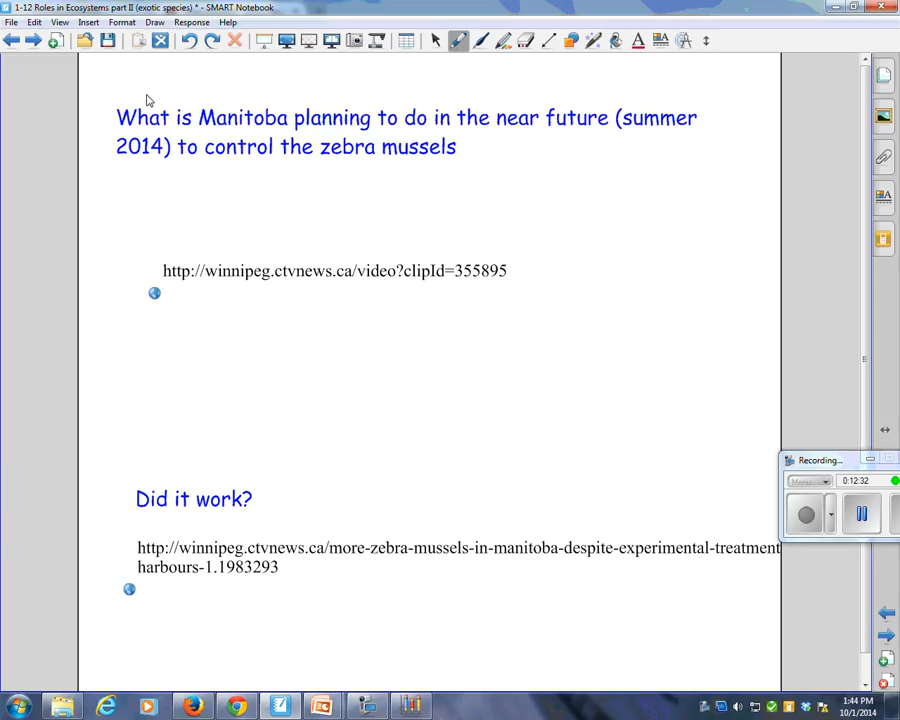 1-12 Roles in Ecosystems part II (exotic species) * - SMART Notebook
File Edit View Insert Format Draw Response Help
What is Manitoba planning to do in the near future (summer
2014) to control the zebra mussels
http://winnipeg.ctvnews.ca/video?clipId=355895
Recording...
Menu 0:12:32
Did it work?
http://winnipeg.ctvnews.ca/more-zebra-mussels-in-manitoba-despite-experimental-treatment
harbours-1.1983293
1:44 PM
10/1/2014